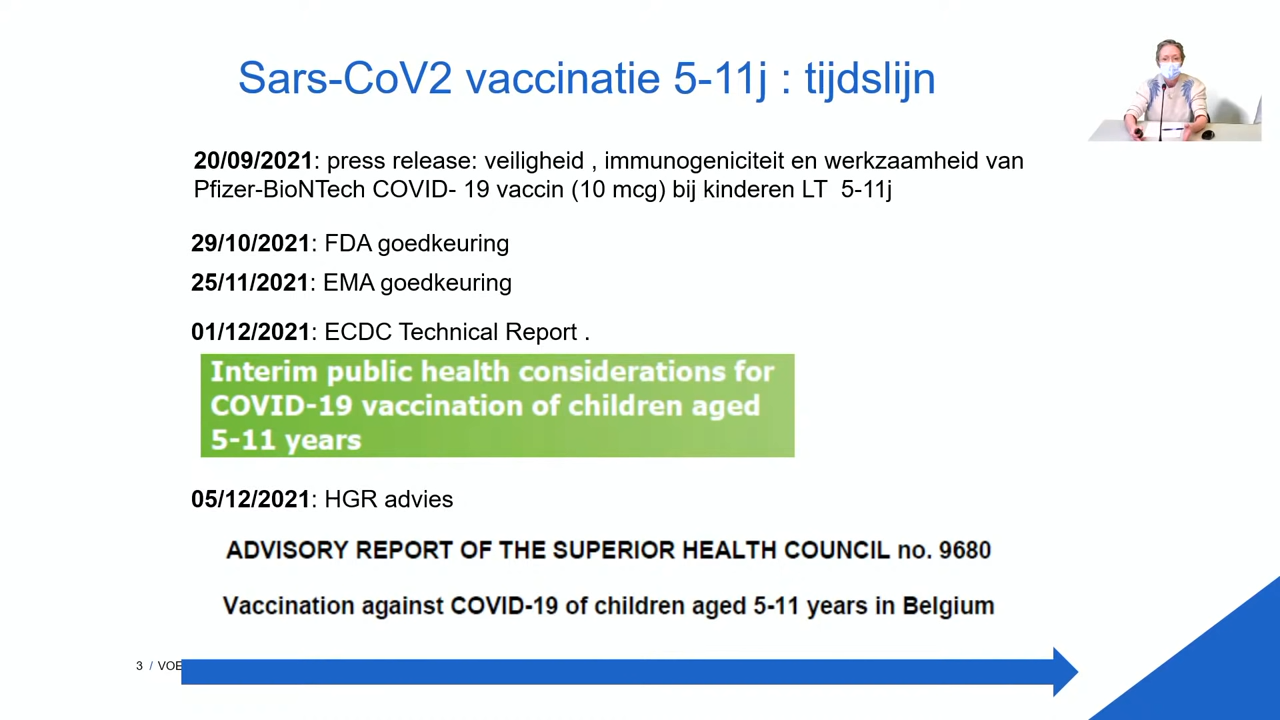 Sars-CoV2 vaccinatie 5-11j : tijdslijn
20/09/2021: press release: veiligheid , immunogeniciteit en werkzaamheid van
Pfizer-BioNTech COVID- 19 vaccin (10 mcg) bij kinderen LT 5-11j
29/10/2021: FDA goedkeuring
25/11/2021: EMA goedkeuring
01/12/2021: ECDC Technical Report .
Interim public health considerations for
COVID-19 vaccination of children aged
5-11 years
05/12/2021: HGR advies
ADVISORY REPORT OF THE SUPERIOR HEALTH COUNCIL no. 9680
Vaccination against COVID-19 of children aged 5-11 years in Belgium
3 / VOE